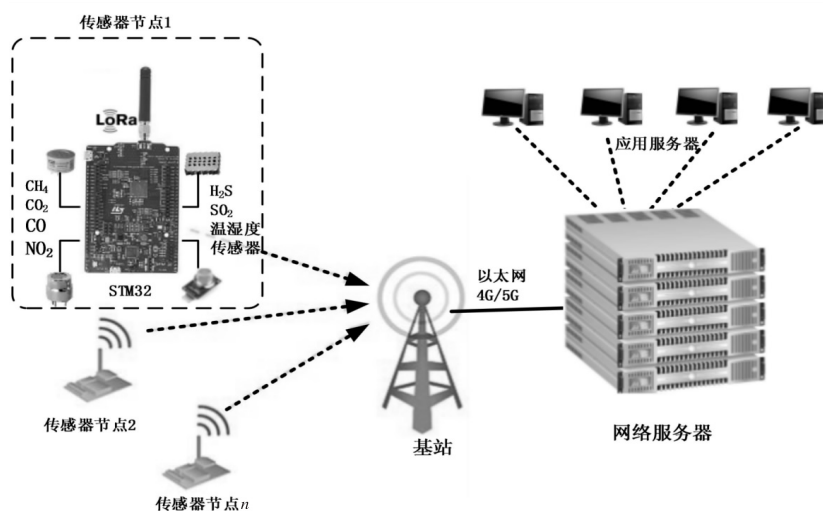 传感器节点1
LoRa
CH₄
CO₂
CO
NO₂
H₂S
SO₂
温湿度
传感器
STM32
应用服务器
以太网
4G/5G
传感器节点2
基站
网络服务器
传感器节点n